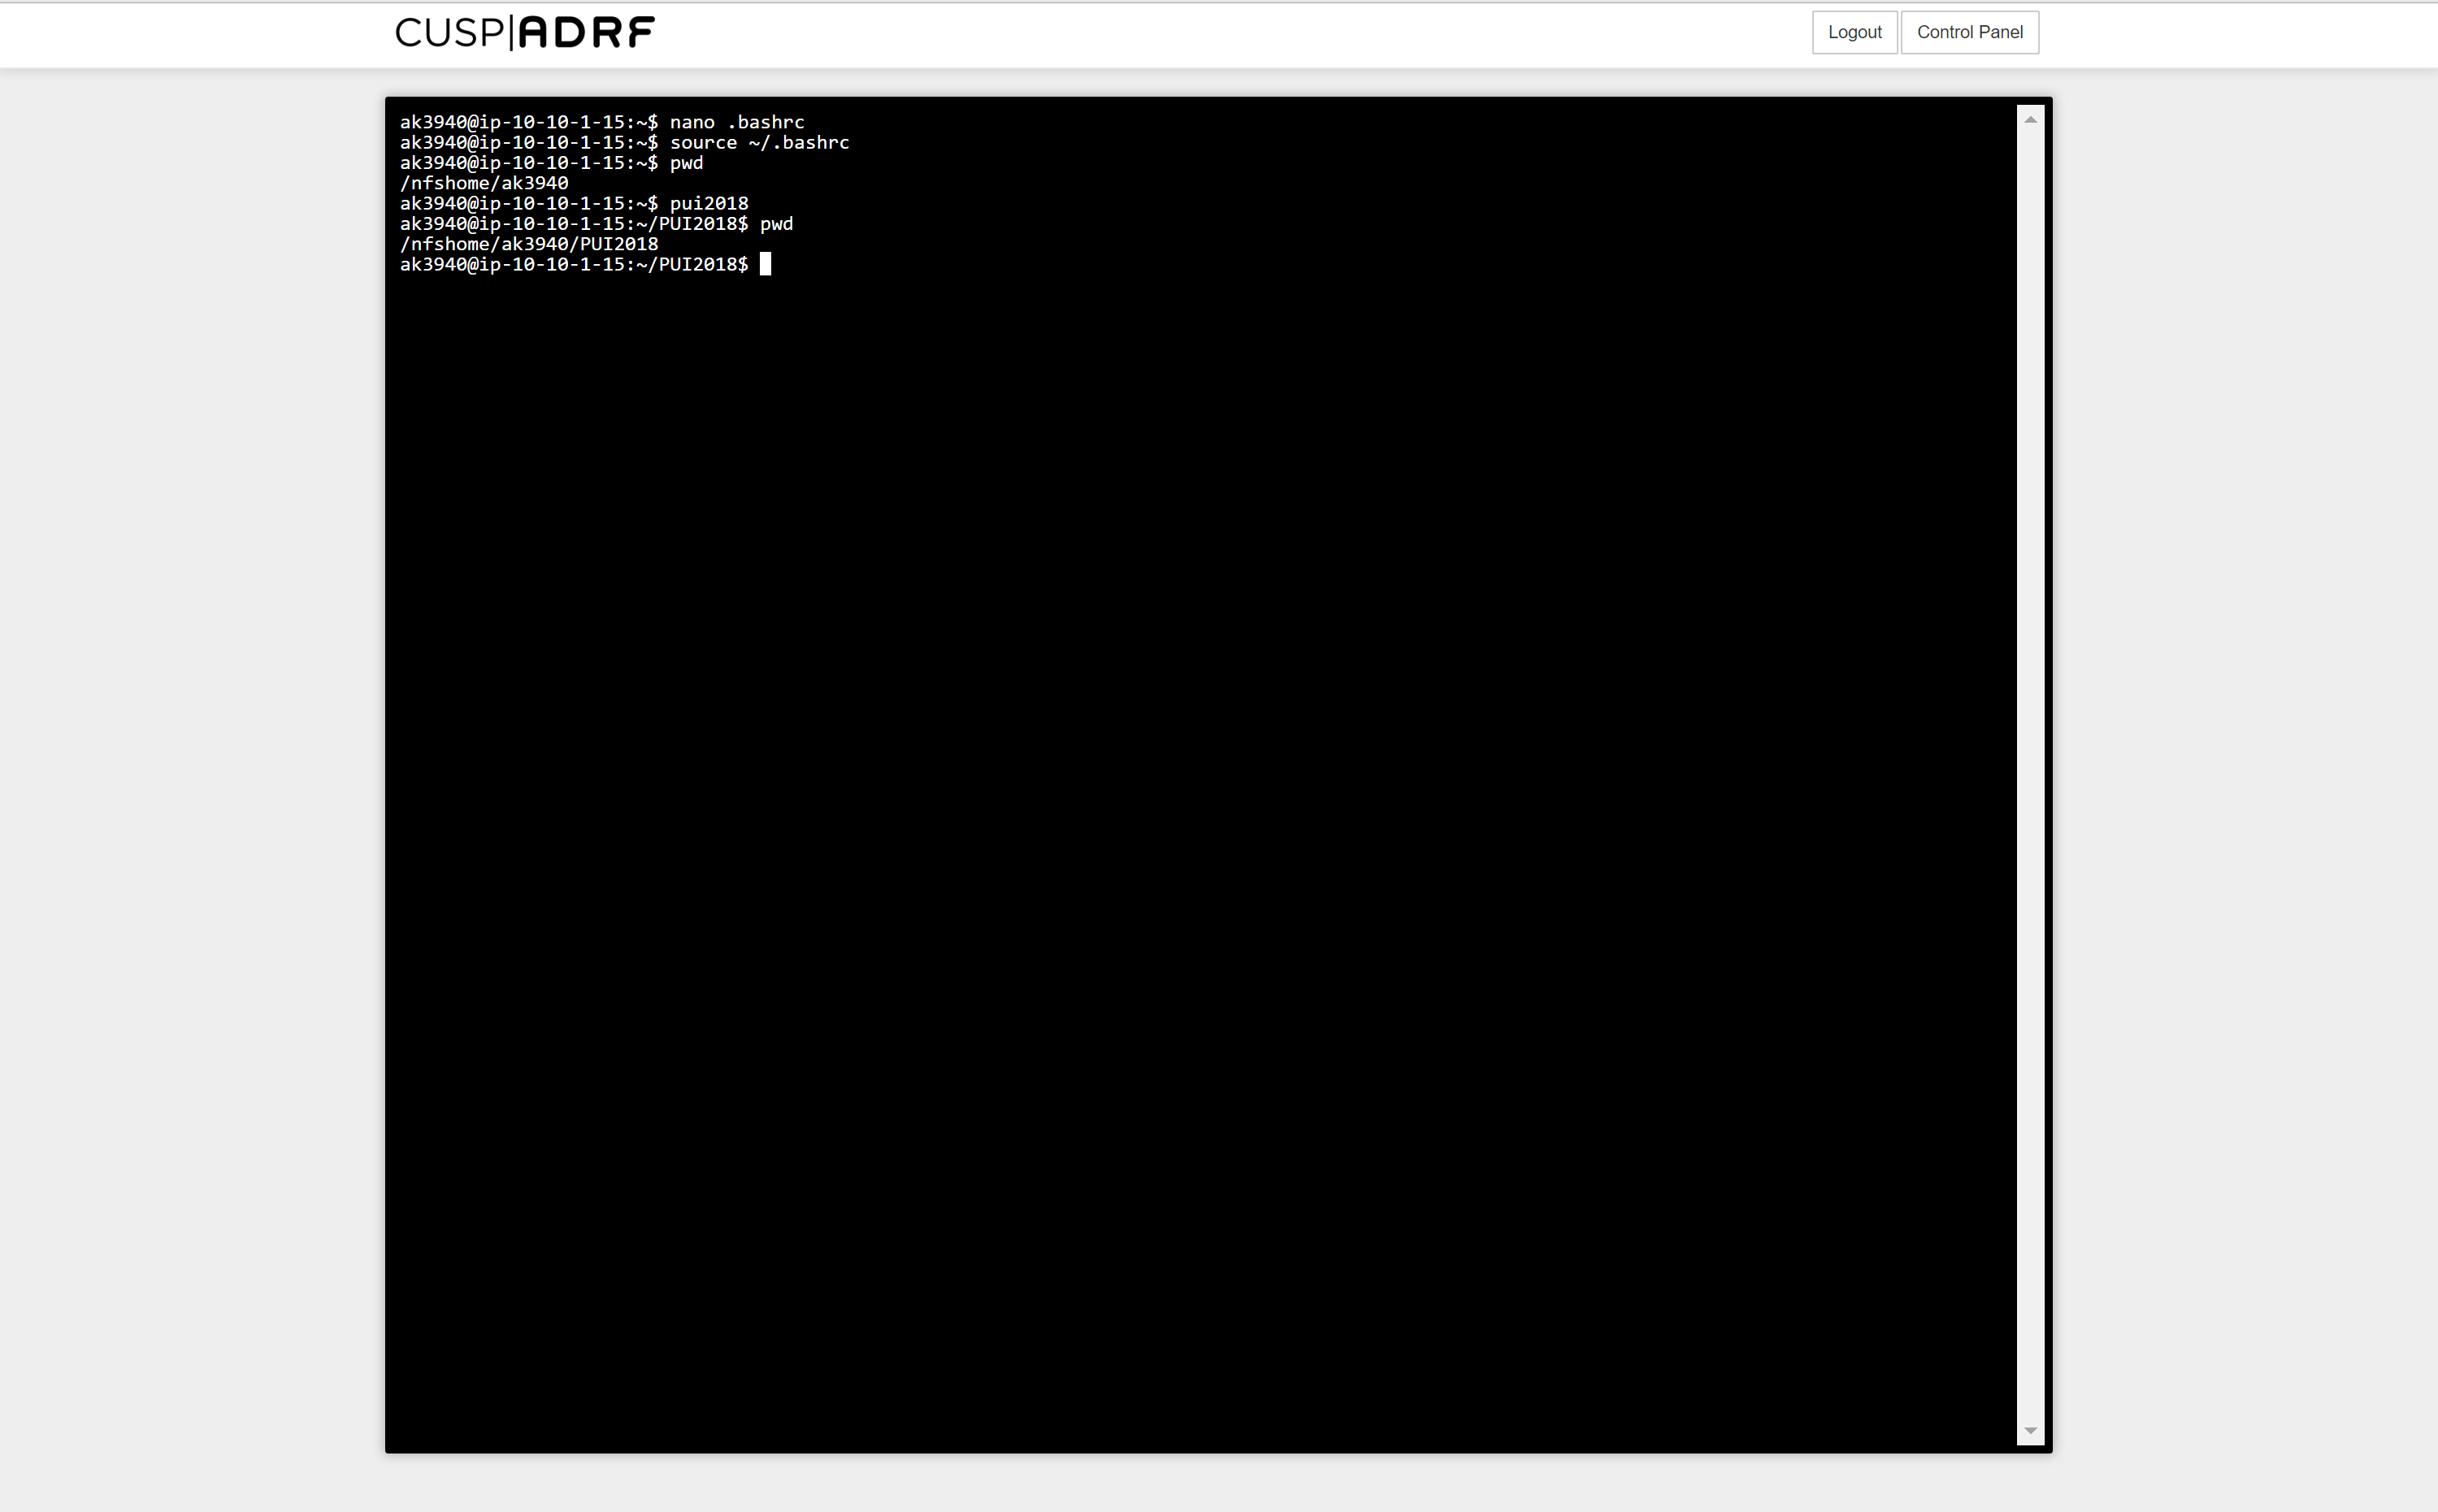 CUSP|ADRF
Logout
Control Panel
ak3940@ip-10-10-1-15:~$ nano .bashrc
ak3940@ip-10-10-1-15:~$ source ~/.bashrc
ak3940@ip-10-10-1-15:~$ pwd
/nfshome/ak3940
ak3940@ip-10-10-1-15:~$ pui2018
ak3940@ip-10-10-1-15:~/PUI2018$ pwd
/nfshome/ak3940/PUI2018
ak3940@ip-10-10-1-15:~/PUI2018$